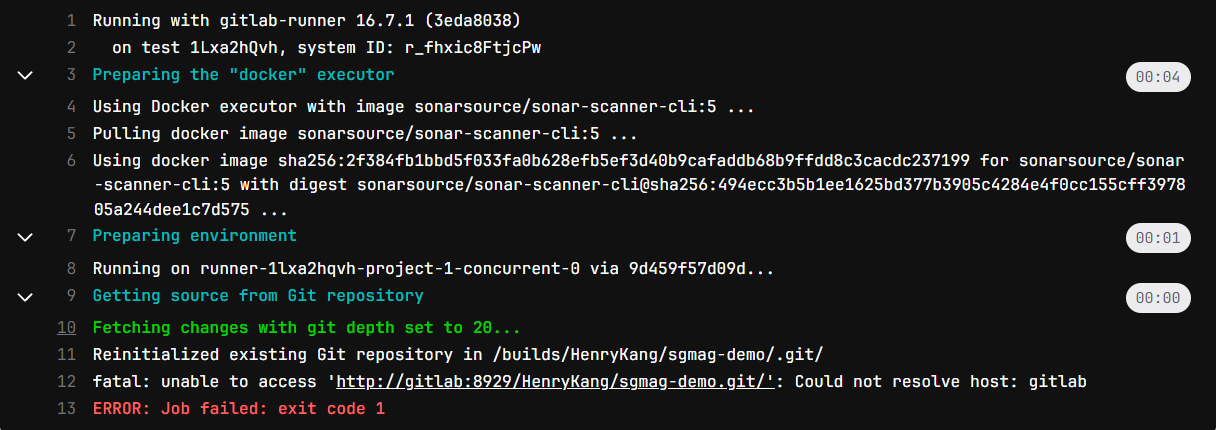 1 Running with gitlab-runner 16.7.1 (3eda8038)
2 on test 1Lxa2hQvh, system ID: r_fhxic8FtjcPw
3 Preparing the "docker" executor 00:04
4 Using Docker executor with image sonarsource/sonar-scanner-cli:5 ...
5 Pulling docker image sonarsource/sonar-scanner-cli:5 ...
6 Using docker image sha256:2f384fb1bbd5f033fa0b628efb5ef3d40b9cafaddb68b9ffdd8c3cacdc237199 for sonarsource/sonar
-scanner-cli:5 with digest sonarsource/sonar-scanner-cli@sha256:494ecc3b5b1ee1625bd377b3905c4284e4f0cc155cff3978
05a244dee1c7d575 ...
7 Preparing environment 00:01
8 Running on runner-1lxa2hqvh-project-1-concurrent-0 via 9d459f57d09d...
9 Getting source from Git repository 00:00
10 Fetching changes with git depth set to 20...
11 Reinitialized existing Git repository in /builds/HenryKang/sgmag-demo/.git/
12 fatal: unable to access 'http://gitlab:8929/HenryKang/sgmag-demo.git/': Could not resolve host: gitlab
13 ERROR: Job failed: exit code 1